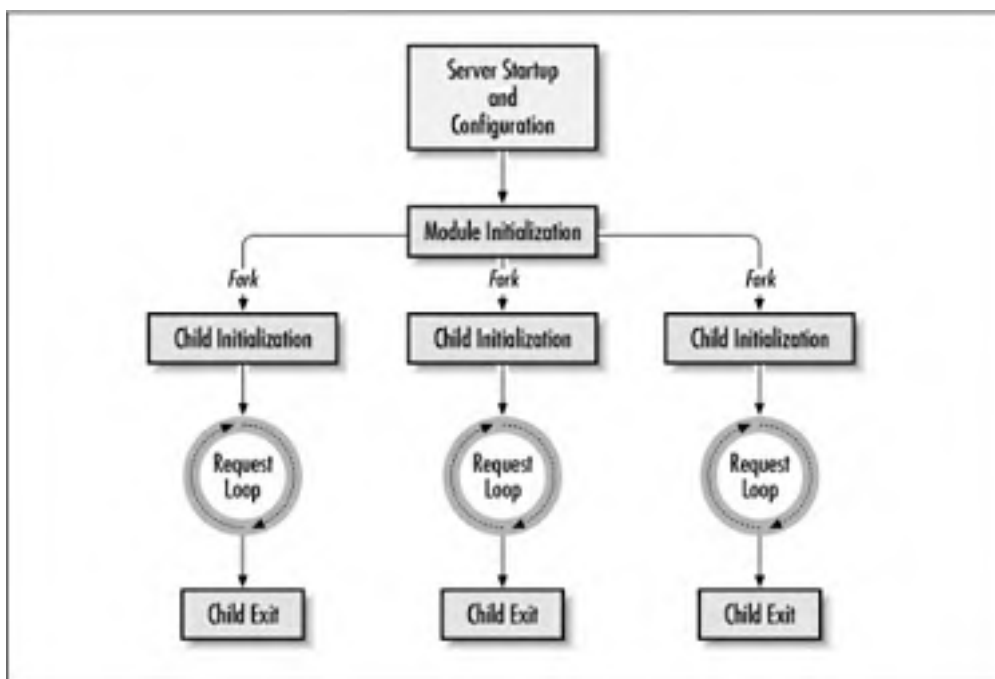 Server Startup
and
Configuration
Module Initialization
Fork
Fork
Fork
Child Initialization
Child Initialization
Child Initialization
Request
Loop
Request
Loop
Request
Loop
Child Exit
Child Exit
Child Exit